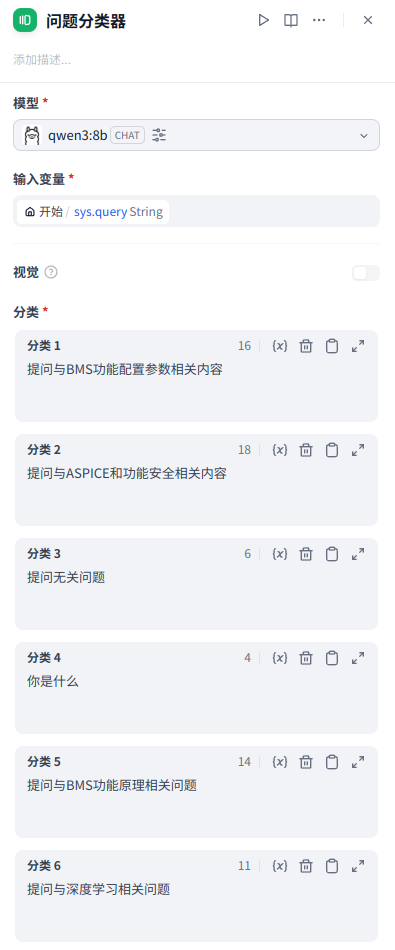 问题分类器
添加描述...
模型 *
qwen3:8b CHAT
输入变量 *
开始 / sys.query String
视觉 ?
分类 *
分类 1 16 {x}
提问与BMS功能配置参数相关内容
分类 2 18 {x}
提问与ASPICE和功能安全相关内容
分类 3 6 {x}
提问无关问题
分类 4 4 {x}
你是什么
分类 5 14 {x}
提问与BMS功能原理相关问题
分类 6 11 {x}
提问与深度学习相关问题